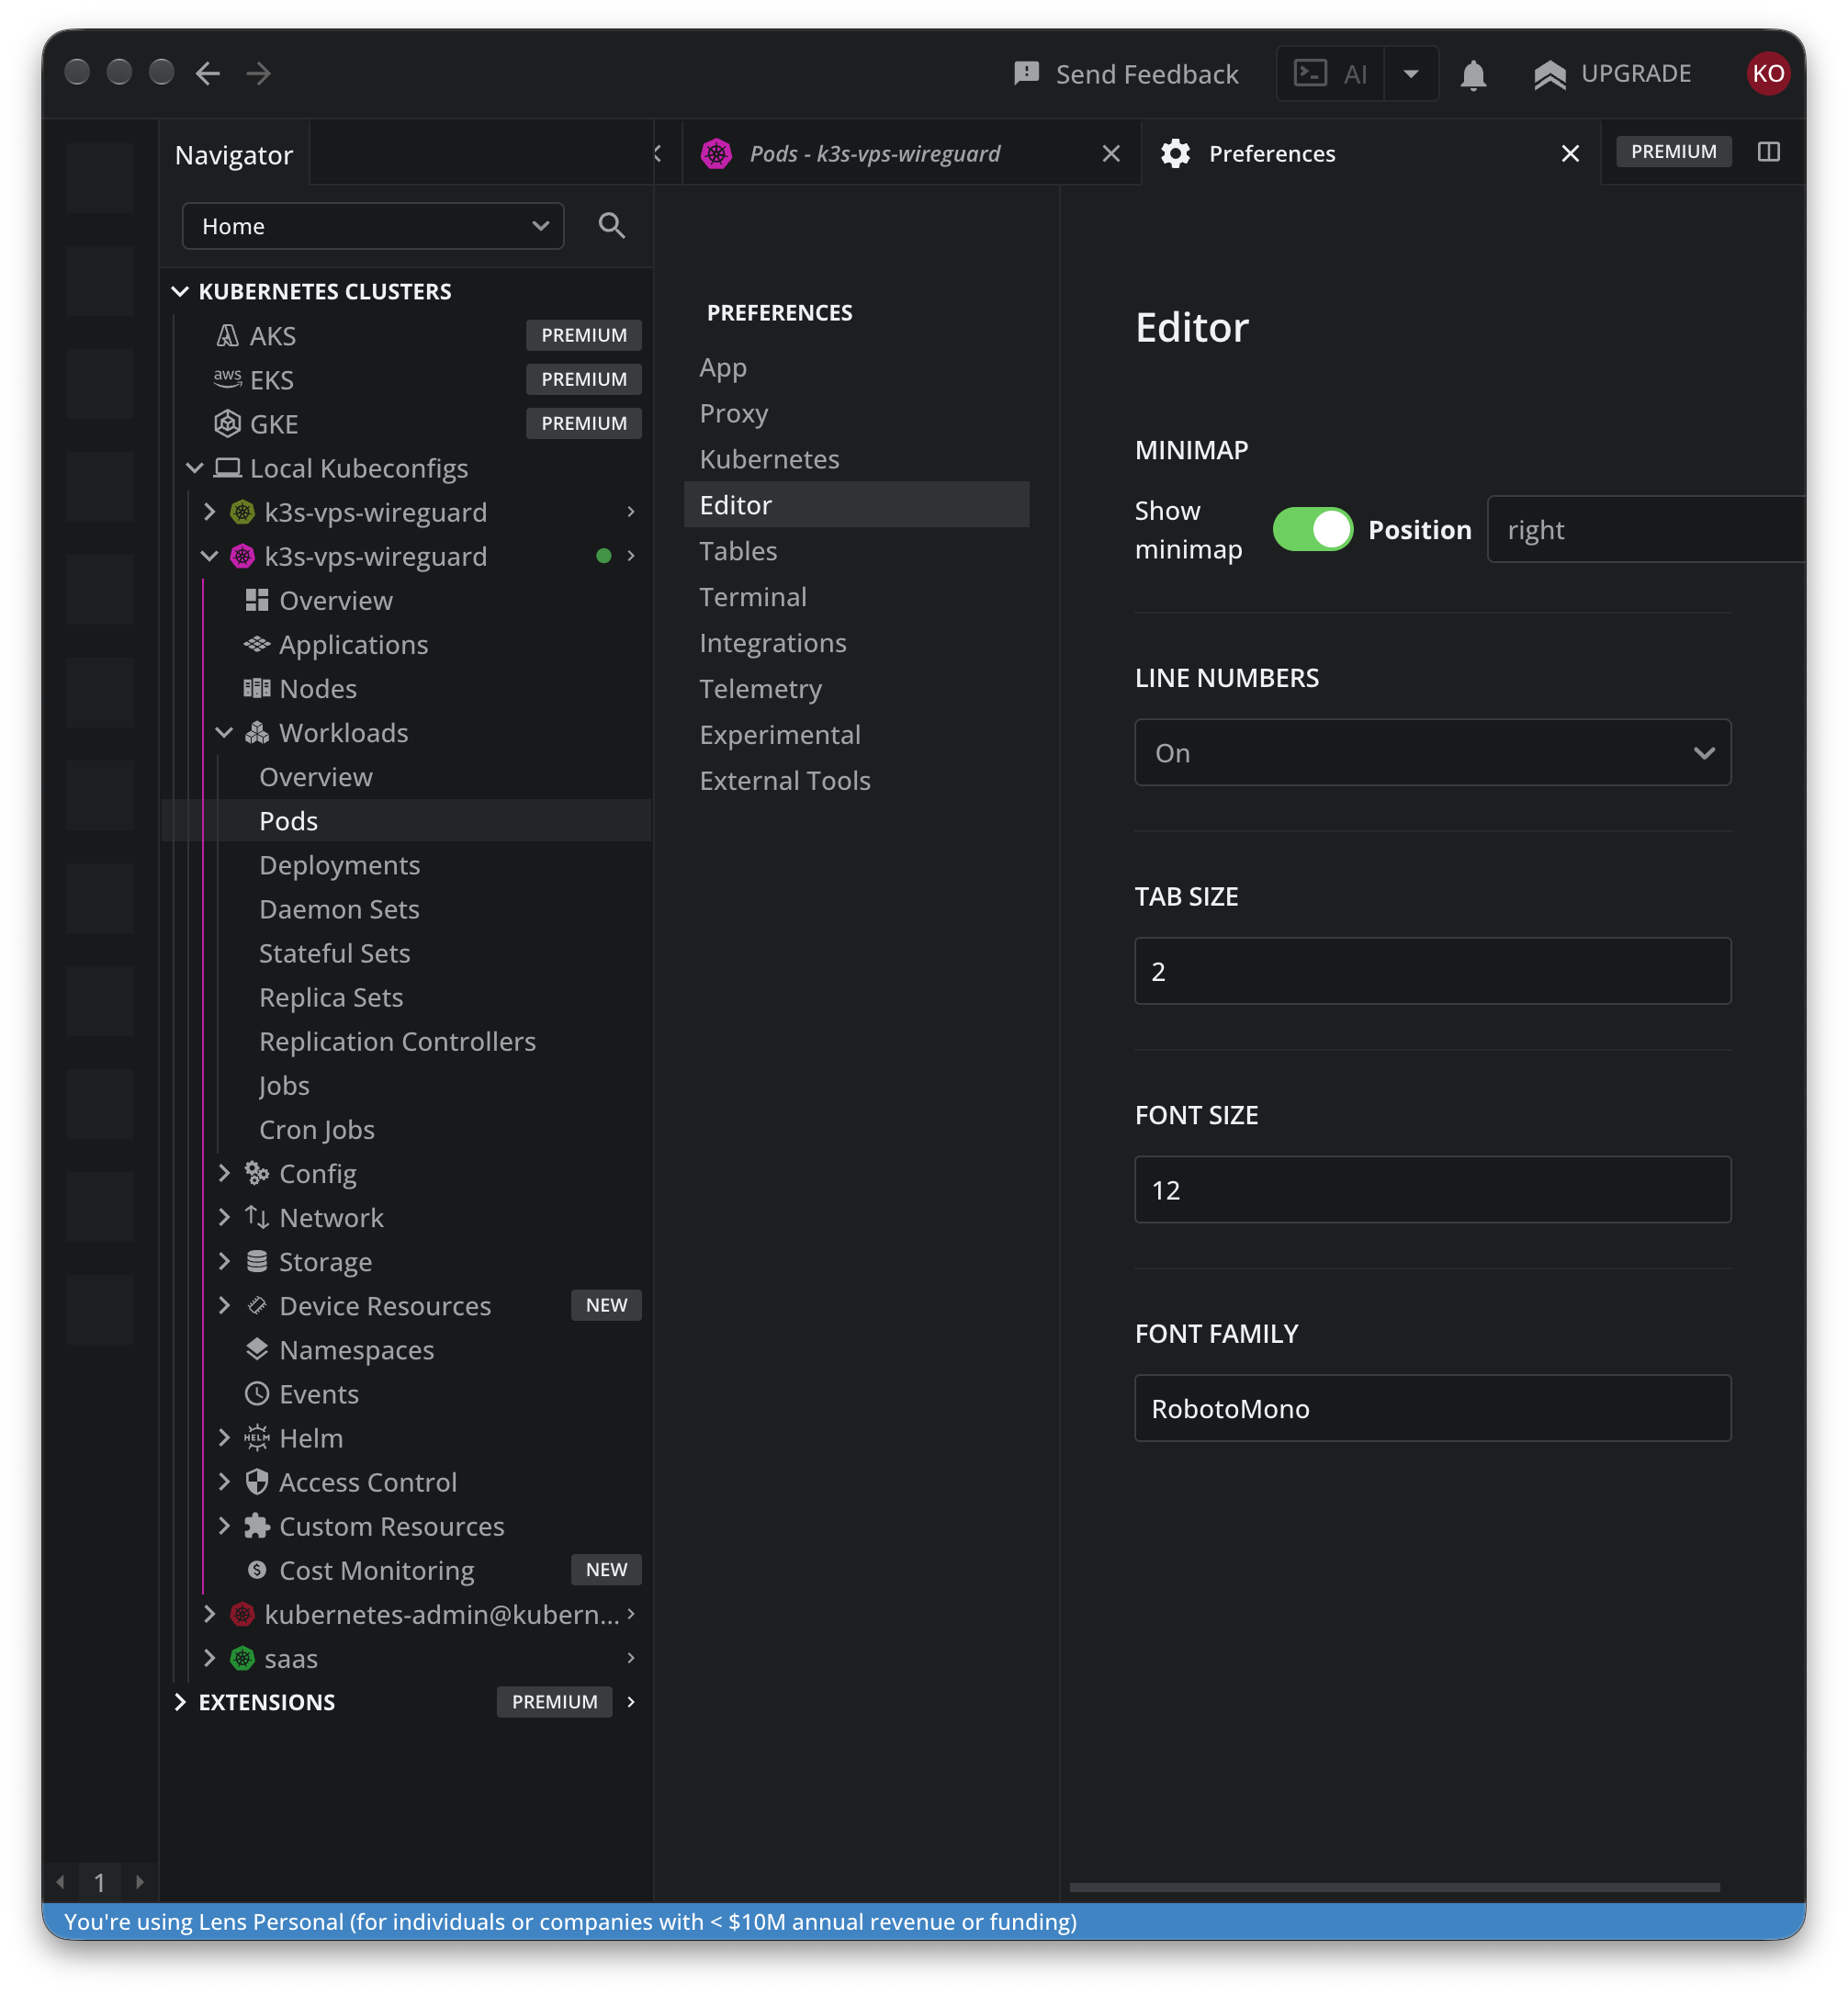 Send Feedback
AI
UPGRADE
KO
Navigator
Pods - k3s-vps-wireguard
Preferences
PREMIUM
Home
KUBERNETES CLUSTERS
AKS PREMIUM
aws EKS PREMIUM
GKE PREMIUM
Local Kubeconfigs
k3s-vps-wireguard
k3s-vps-wireguard
Overview
Applications
Nodes
Workloads
Overview
Pods
Deployments
Daemon Sets
Stateful Sets
Replica Sets
Replication Controllers
Jobs
Cron Jobs
Config
Network
Storage
Device Resources NEW
Namespaces
Events
HELM Helm
Access Control
Custom Resources
Cost Monitoring NEW
kubernetes-admin@kubern...
saas
EXTENSIONS PREMIUM
1
PREFERENCES
App
Proxy
Kubernetes
Editor
Tables
Terminal
Integrations
Telemetry
Experimental
External Tools
Editor
MINIMAP
Show
minimap
Position
right
LINE NUMBERS
On
TAB SIZE
2
FONT SIZE
12
FONT FAMILY
RobotoMono
You're using Lens Personal (for individuals or companies with < $10M annual revenue or funding)